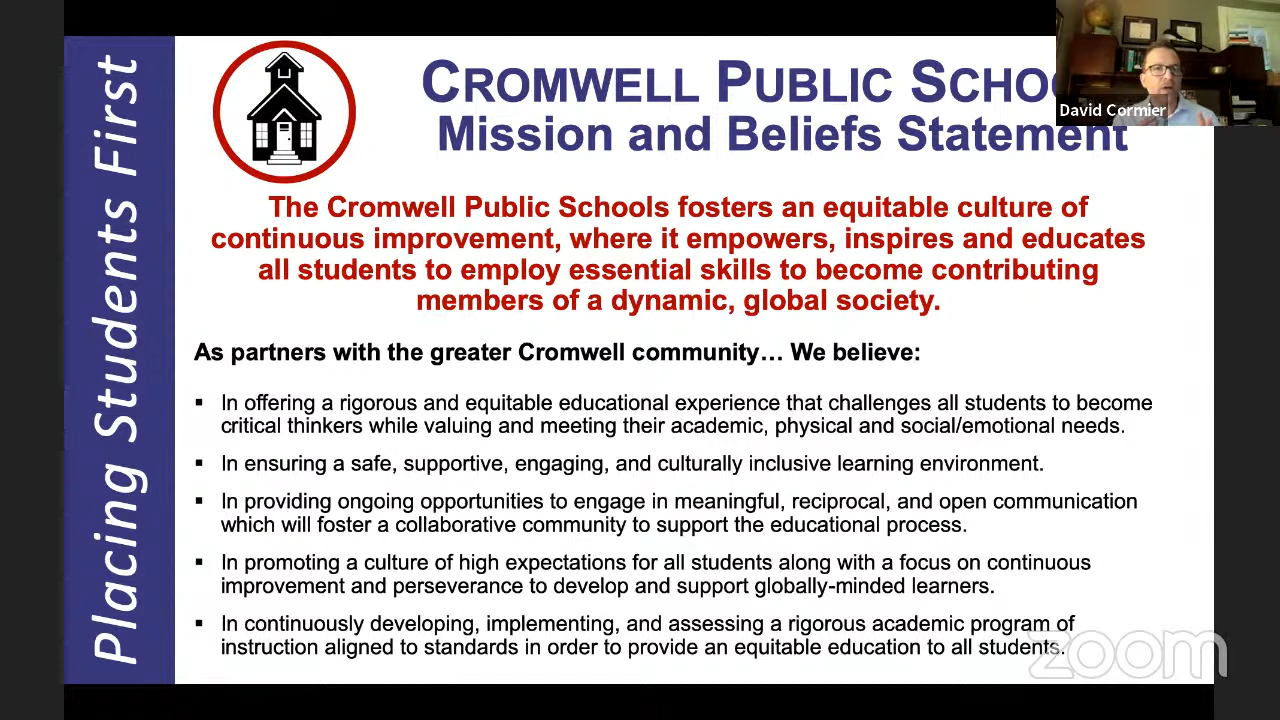 Placing Students First
CROMWELL PUBLIC SCHOO
Mission and Beliefs Statement
David Cormier
The Cromwell Public Schools fosters an equitable culture of
continuous improvement, where it empowers, inspires and educates
all students to employ essential skills to become contributing
members of a dynamic, global society.
As partners with the greater Cromwell community… We believe:
▪ In offering a rigorous and equitable educational experience that challenges all students to become
critical thinkers while valuing and meeting their academic, physical and social/emotional needs.
▪ In ensuring a safe, supportive, engaging, and culturally inclusive learning environment.
▪ In providing ongoing opportunities to engage in meaningful, reciprocal, and open communication
which will foster a collaborative community to support the educational process.
▪ In promoting a culture of high expectations for all students along with a focus on continuous
improvement and perseverance to develop and support globally-minded learners.
▪ In continuously developing, implementing, and assessing a rigorous academic program of
instruction aligned to standards in order to provide an equitable education to all students.
zoom